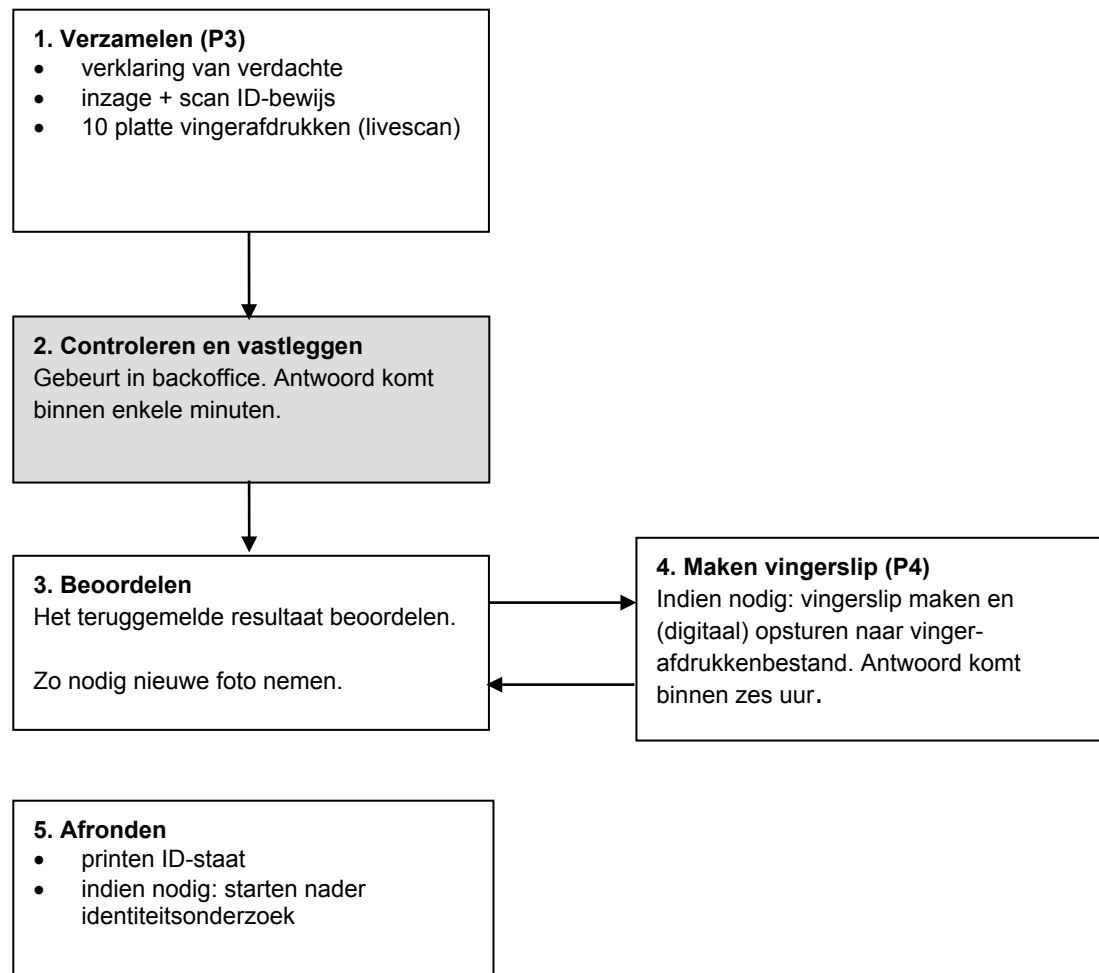 1. Verzamelen (P3)
• verklaring van verdachte
• inzage + scan ID-bewijs
• 10 platte vingerafdrukken (livescan)
2. Controleren en vastleggen
Gebeurt in backoffice. Antwoord komt
binnen enkele minuten.
3. Beoordelen
Het teruggemelde resultaat beoordelen.
Zo nodig nieuwe foto nemen.
4. Maken vingerslip (P4)
Indien nodig: vingerslip maken en
(digitaal) opsturen naar vinger-
afdrukkenbestand. Antwoord komt
binnen zes uur.
5. Afronden
• printen ID-staat
• indien nodig: starten nader
identiteitsonderzoek